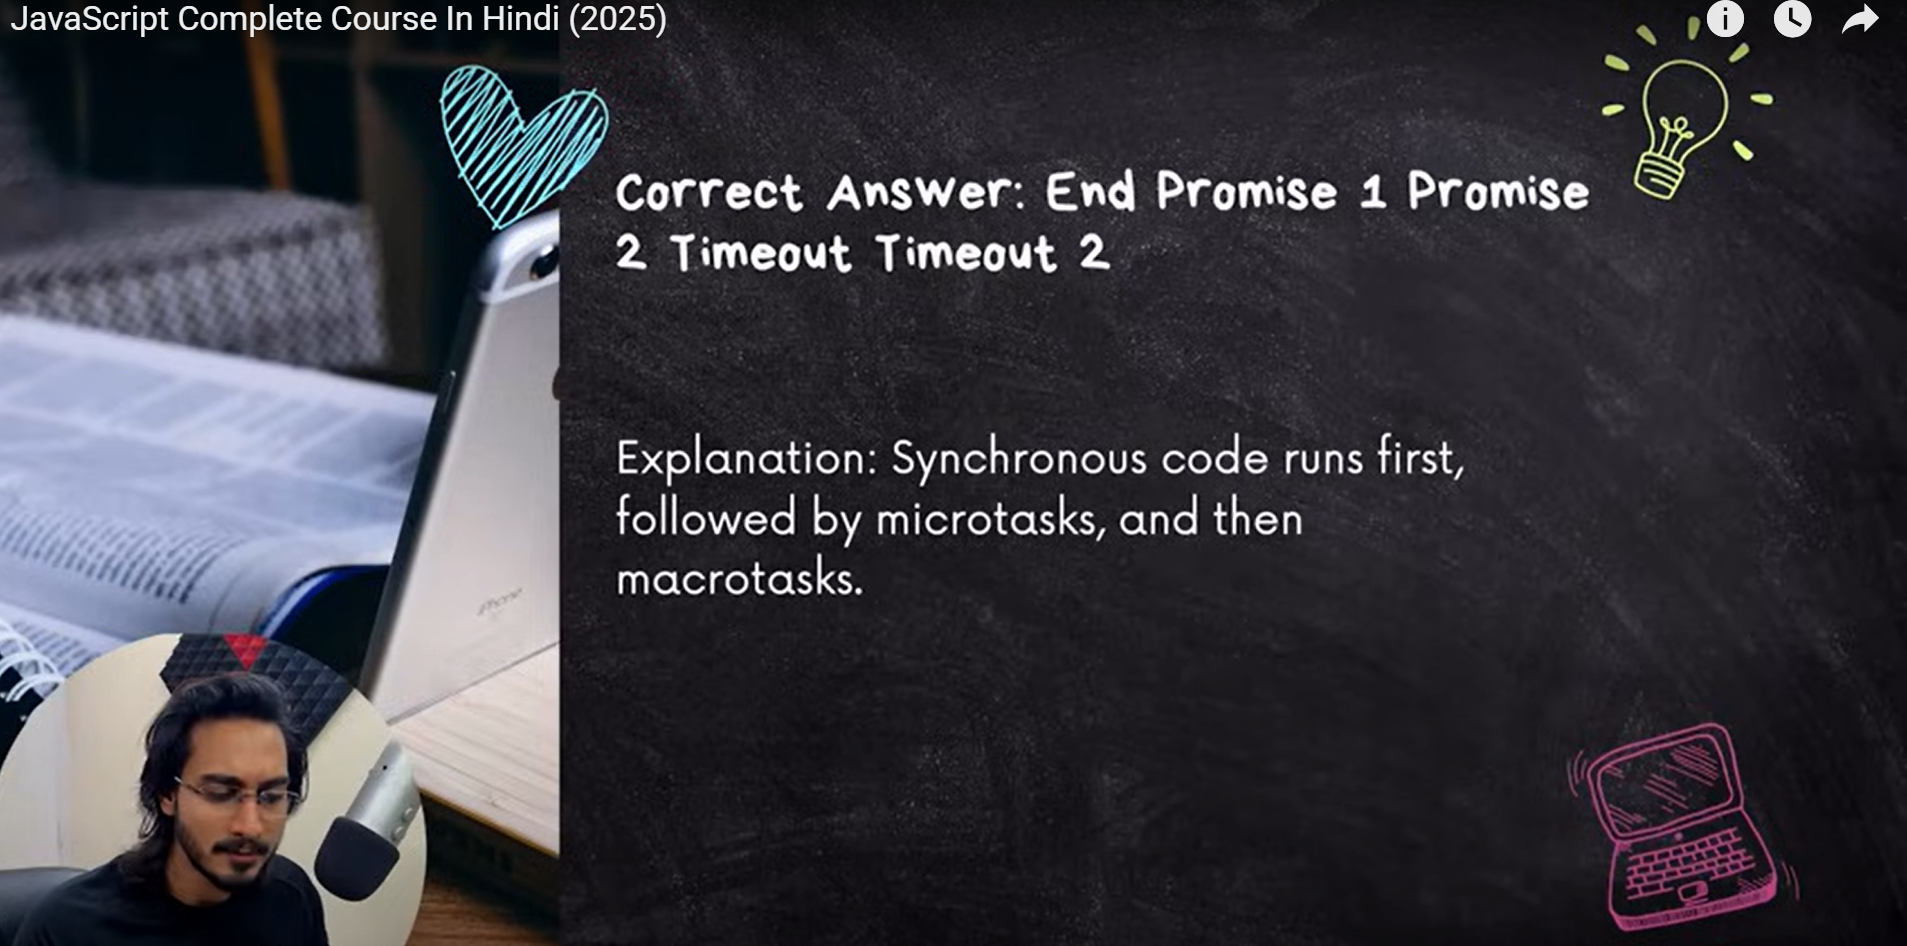 JavaScript Complete Course In Hindi (2025)
Correct Answer: End Promise 1 Promise
2 Timeout Timeout 2
Explanation: Synchronous code runs first,
followed by microtasks, and then
macrotasks.
iPhone